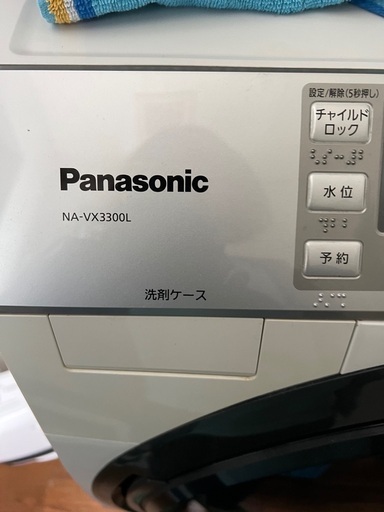 Panasonic
NA-VX3300L
洗剤ケース
設定/解除(5秒押し)
チャイルド
ロック
水位
予約